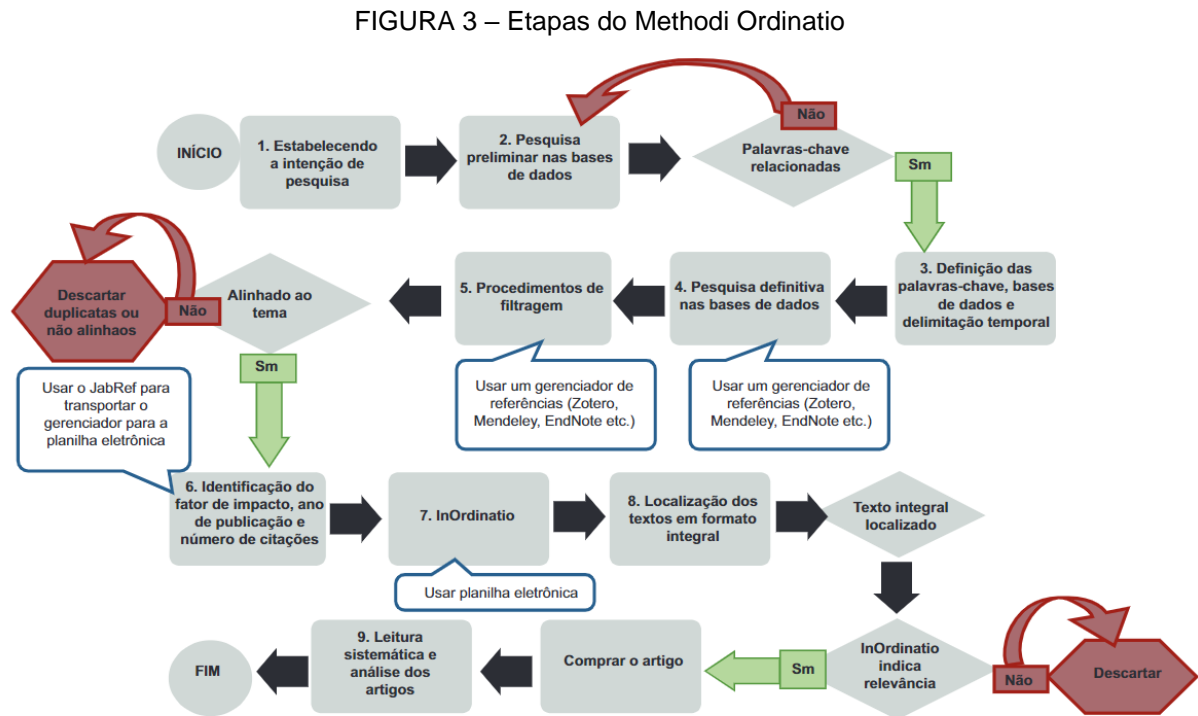 FIGURA 3 – Etapas do Methodi Ordinatio
INÍCIO
1. Estabelecendo
a intenção de
pesquisa
2. Pesquisa
preliminar nas bases
de dados
Não
Palavras-chave
relacionadas
Sm
3. Definição das
palavras-chave, bases
de dados e
delimitação temporal
4. Pesquisa definitiva
nas bases de dados
Usar um gerenciador de
referências (Zotero,
Mendeley, EndNote etc.)
5. Procedimentos de
filtragem
Usar um gerenciador de
referências (Zotero,
Mendeley, EndNote etc.)
Alinhado ao
tema
Não
Descartar
duplicatas ou
não alinhaos
Sm
Usar o JabRef para
transportar o
gerenciador para a
planilha eletrônica
6. Identificação do
fator de impacto, ano
de publicação e
número de citações
7. InOrdinatio
Usar planilha eletrônica
8. Localização dos
textos em formato
integral
Texto integral
localizado
InOrdinatio
indica
relevância
Não
Descartar
Sm
Comprar o artigo
9. Leitura
sistemática e
análise dos
artigos
FIM